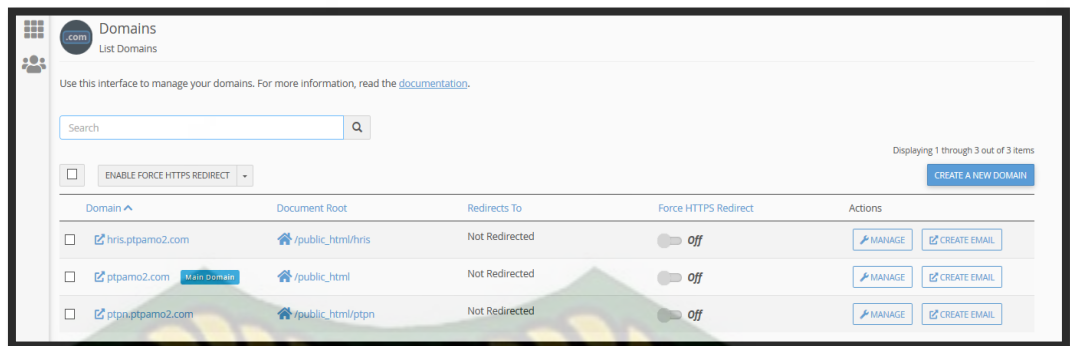 .com
Domains
List Domains
Use this interface to manage your domains. For more information, read the documentation.
Search
Displaying 1 through 3 out of 3 items
ENABLE FORCE HTTPS REDIRECT
CREATE A NEW DOMAIN
Domain Document Root Redirects To Force HTTPS Redirect Actions
hris.ptpamo2.com /public_html/hris Not Redirected Off MANAGE CREATE EMAIL
ptpamo2.com Main Domain /public_html Not Redirected Off MANAGE CREATE EMAIL
ptpn.ptpamo2.com /public_html/ptpn Not Redirected Off MANAGE CREATE EMAIL